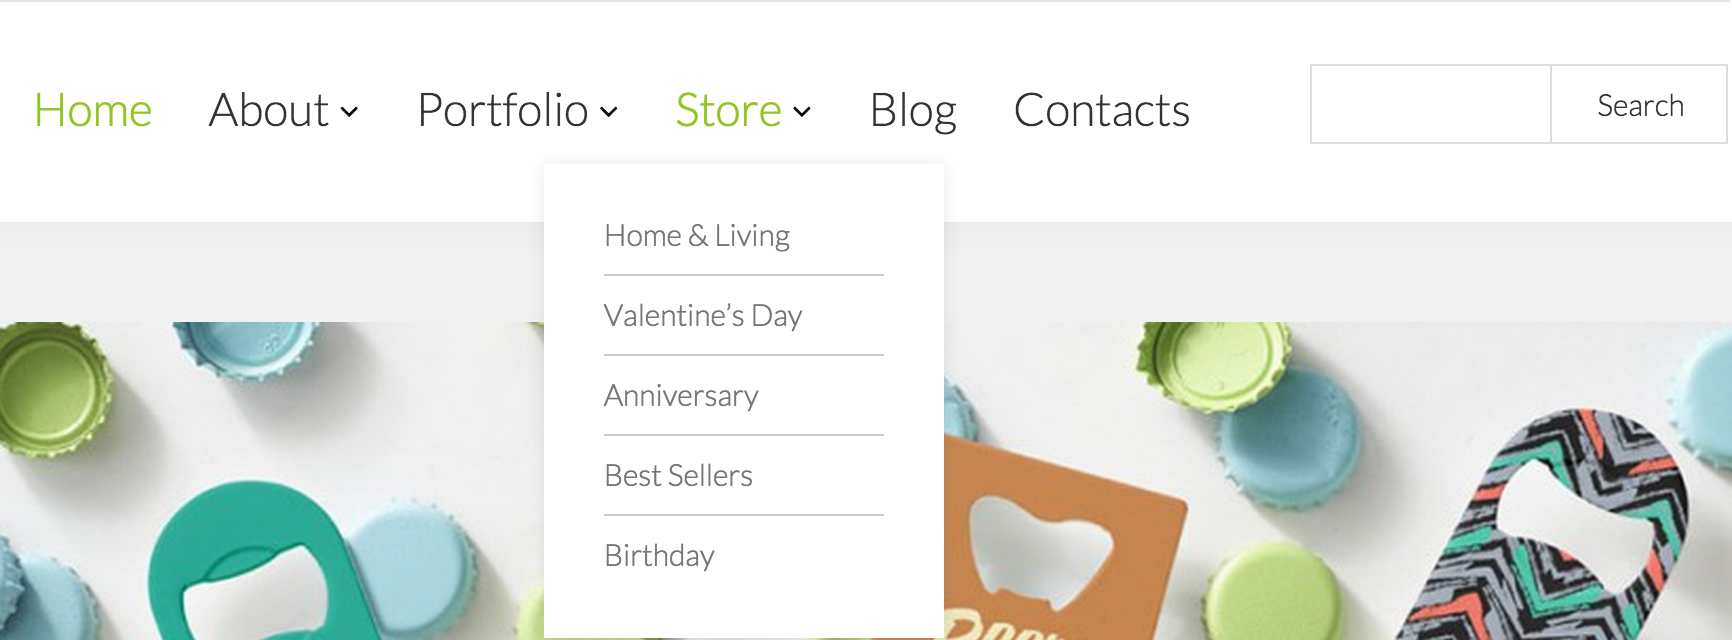 Home About Portfolio Store Blog Contacts Search
Home & Living
Valentine’s Day
Anniversary
Best Sellers
Birthday